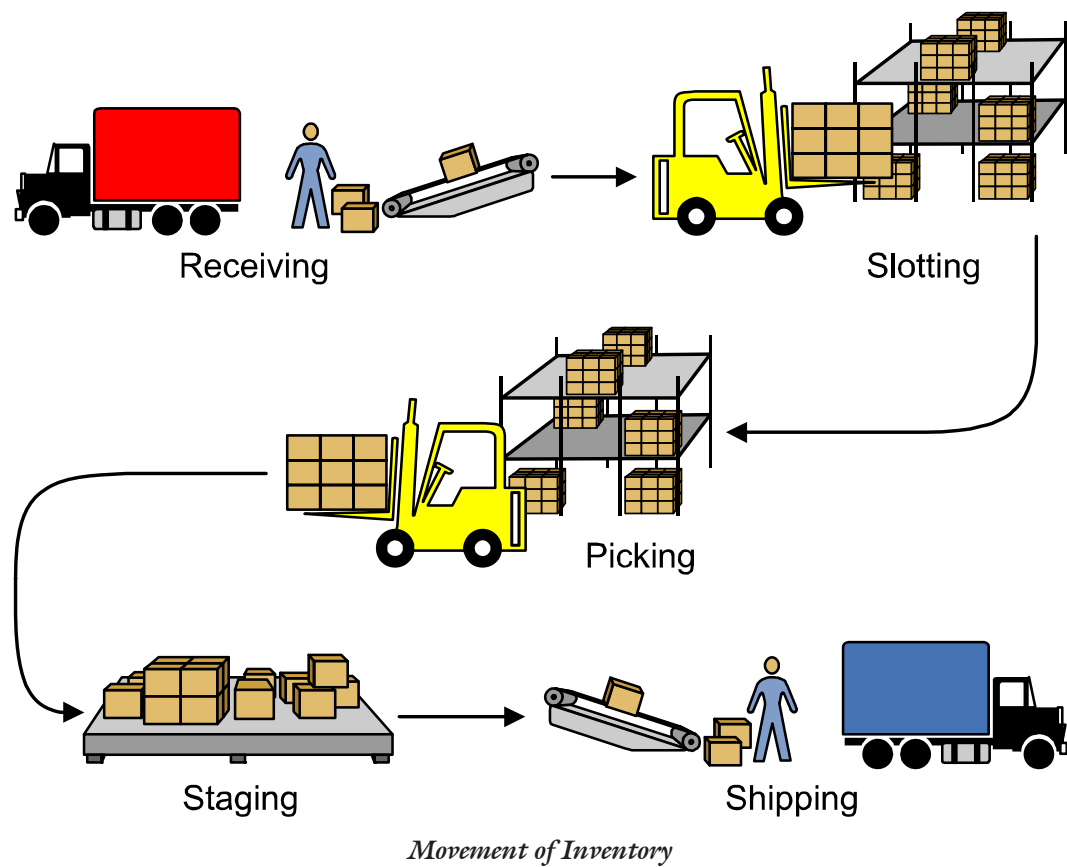 Receiving
Slotting
Picking
Staging
Shipping
Movement of Inventory